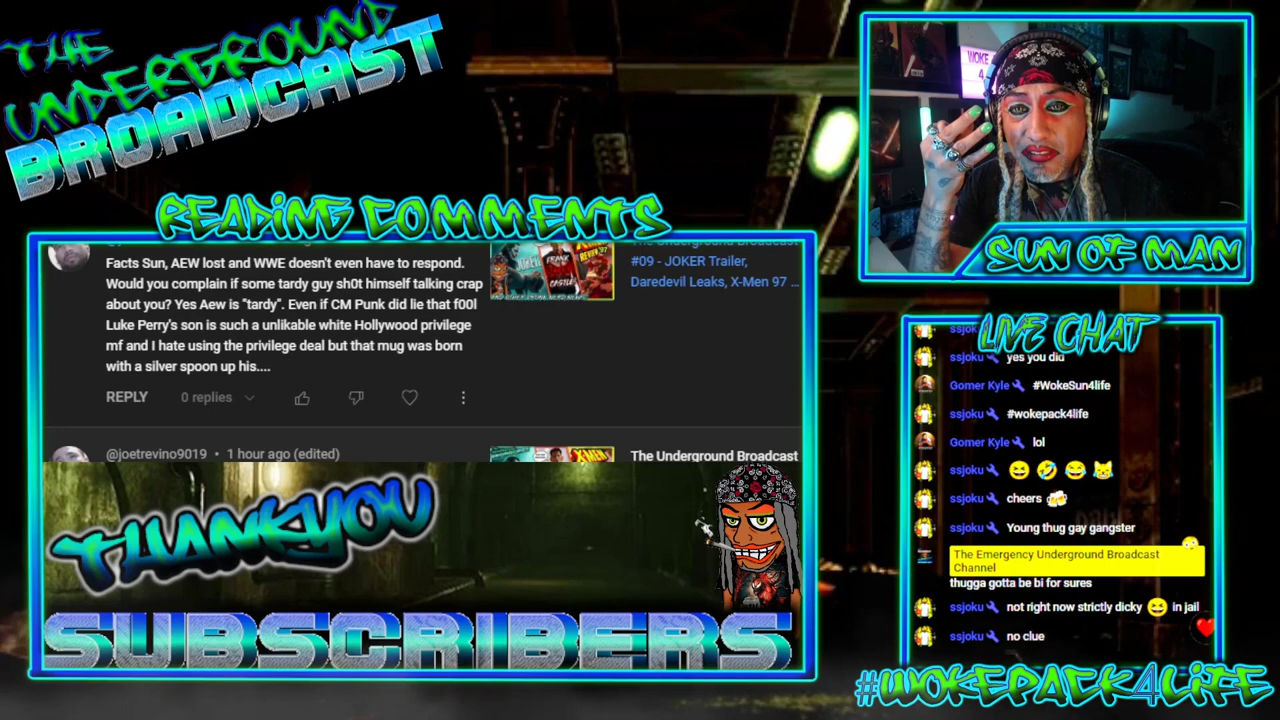 THE
UNDERGROUND
BROADCAST
READING COMMENTS
Facts Sun, AEW lost and WWE doesn't even have to respond.
Would you complain if some tardy guy sh0t himself talking crap
about you? Yes Aew is "tardy". Even if CM Punk did lie that f00l
Luke Perry's son is such a unlikable white Hollywood privilege
mf and I hate using the privilege deal but that mug was born
with a silver spoon up his....
REPLY 0 replies
The Underground Broadcast
#09 - JOKER Trailer,
Daredevil Leaks, X-Men 97 ...
@joetrevino9019 • 1 hour ago (edited)
The Underground Broadcast
THANKYOU
SUBSCRIBERS
WOKE
4
SUN OF MAN
LIVE CHAT
ssjoku yes you did
Gomer Kyle #WokeSun4life
ssjoku #wokepack4life
Gomer Kyle lol
ssjoku 😆 🤣 😂 😹
ssjoku cheers 🍻
ssjoku Young thug gay gangster
The Emergency Underground Broadcast
Channel
thugga gotta be bi for sures
ssjoku not right now strictly dicky 😆 in jail
ssjoku no clue
#WOKEPACK4LIFE